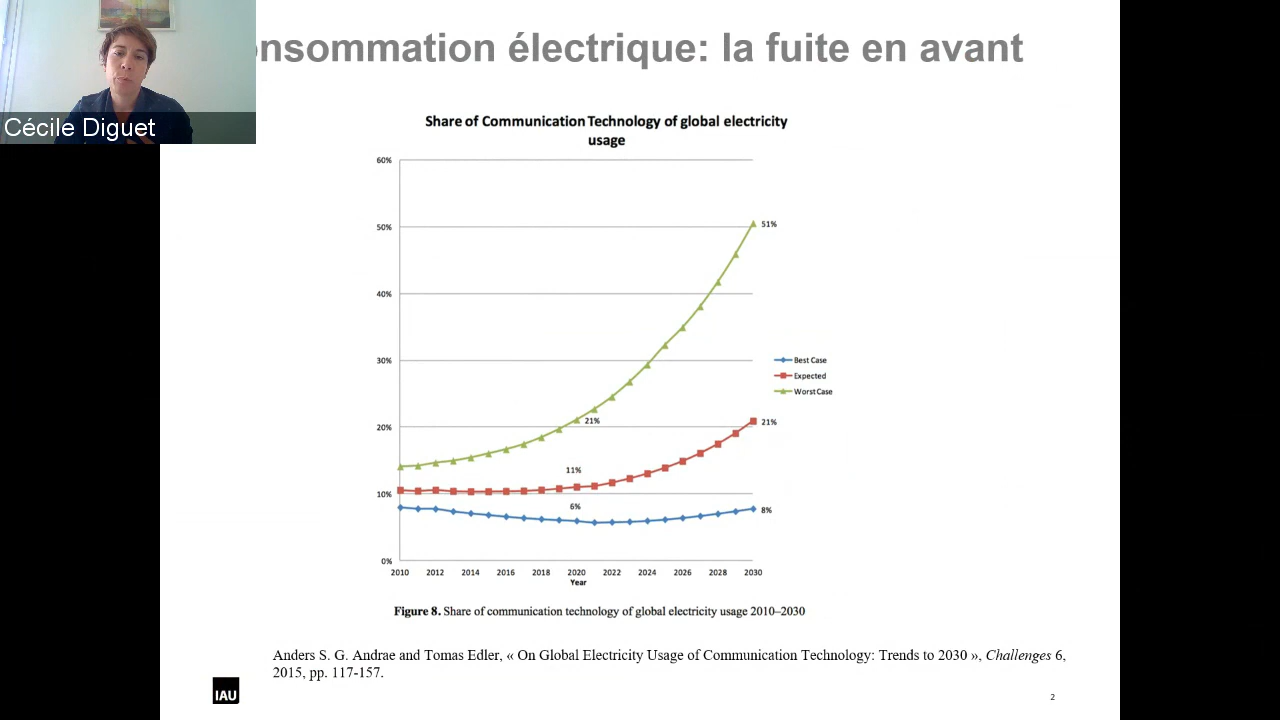 onsommation électrique: la fuite en avant
Cécile Diguet
Share of Communication Technology of global electricity
usage
60%
50%
40%
30%
20%
10%
0%
51%
21%
21%
11%
6%
8%
Best Case
Expected
Worst Case
2010 2012 2014 2016 2018 2020 2022 2024 2026 2028 2030
Year
Figure 8. Share of communication technology of global electricity usage 2010–2030
Anders S. G. Andrae and Tomas Edler, « On Global Electricity Usage of Communication Technology: Trends to 2030 », Challenges 6,
2015, pp. 117-157.
IAU
2